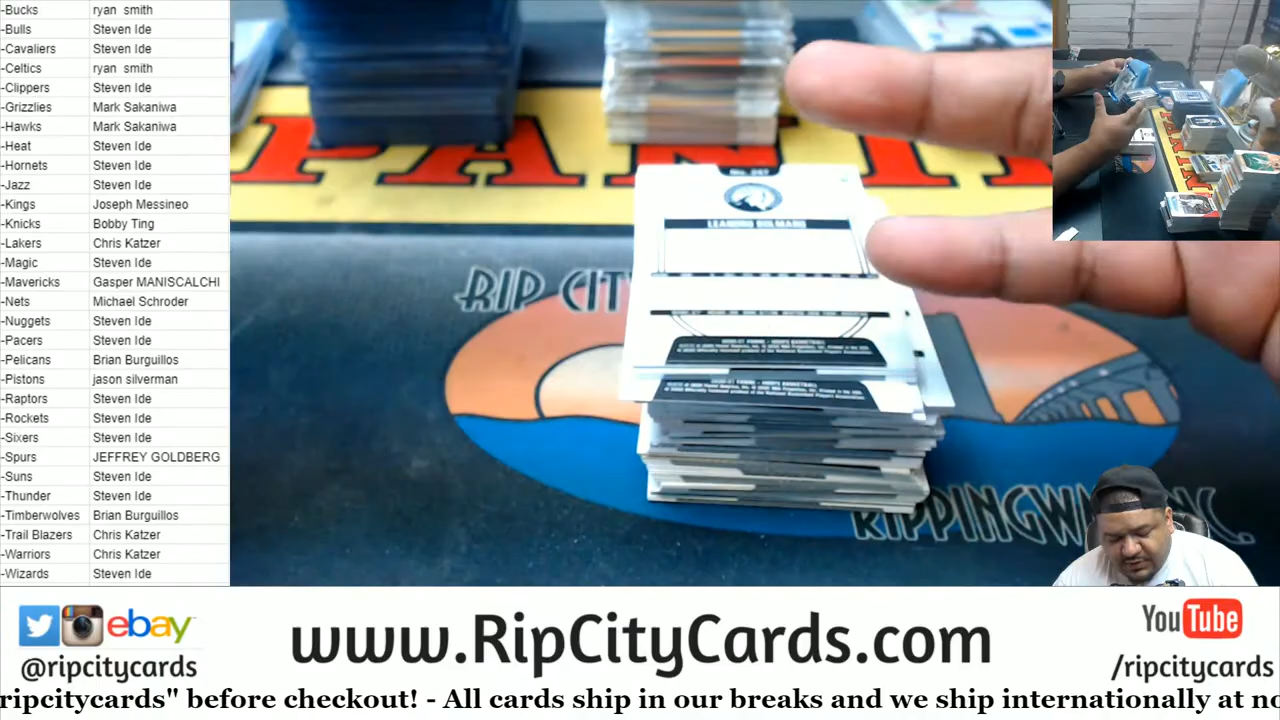 -Bucks ryan smith
-Bulls Steven Ide
-Cavaliers Steven Ide
-Celtics ryan smith
-Clippers Steven Ide
-Grizzlies Mark Sakaniwa
-Hawks Mark Sakaniwa
-Heat Steven Ide
-Hornets Steven Ide
-Jazz Steven Ide
-Kings Joseph Messineo
-Knicks Bobby Ting
-Lakers Chris Katzer
-Magic Steven Ide
-Mavericks Gasper MANISCALCHI
-Nets Michael Schroder
-Nuggets Steven Ide
-Pacers Steven Ide
-Pelicans Brian Burguillos
-Pistons jason silverman
-Raptors Steven Ide
-Rockets Steven Ide
-Sixers Steven Ide
-Spurs JEFFREY GOLDBERG
-Suns Steven Ide
-Thunder Steven Ide
-Timberwolves Brian Burguillos
-Trail Blazers Chris Katzer
-Warriors Chris Katzer
-Wizards Steven Ide
PANINI
LEANDRO BOLMARO
RIP CIT
RIPPINGW NC.
ebay
@ripcitycards
www.RipCityCards.com
YouTube
/ripcitycards
ripcitycards" before checkout! - All cards ship in our breaks and we ship internationally at no